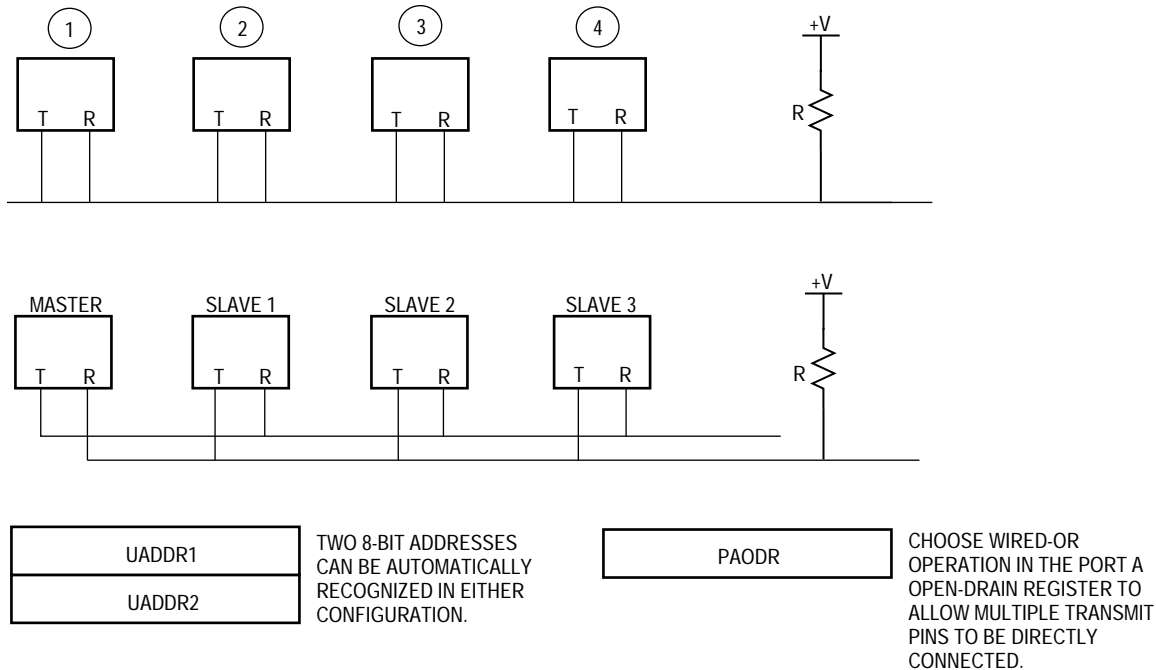 1 2 3 4 +V
T R T R T R T R R
MASTER SLAVE 1 SLAVE 2 SLAVE 3 +V
T R T R T R T R R
UADDR1
UADDR2
TWO 8-BIT ADDRESSES
CAN BE AUTOMATICALLY
RECOGNIZED IN EITHER
CONFIGURATION.
PAODR
CHOOSE WIRED-OR
OPERATION IN THE PORT A
OPEN-DRAIN REGISTER TO
ALLOW MULTIPLE TRANSMIT
PINS TO BE DIRECTLY
CONNECTED.